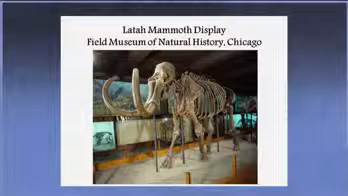 Latah Mammoth Display
Field Museum of Natural History, Chicago